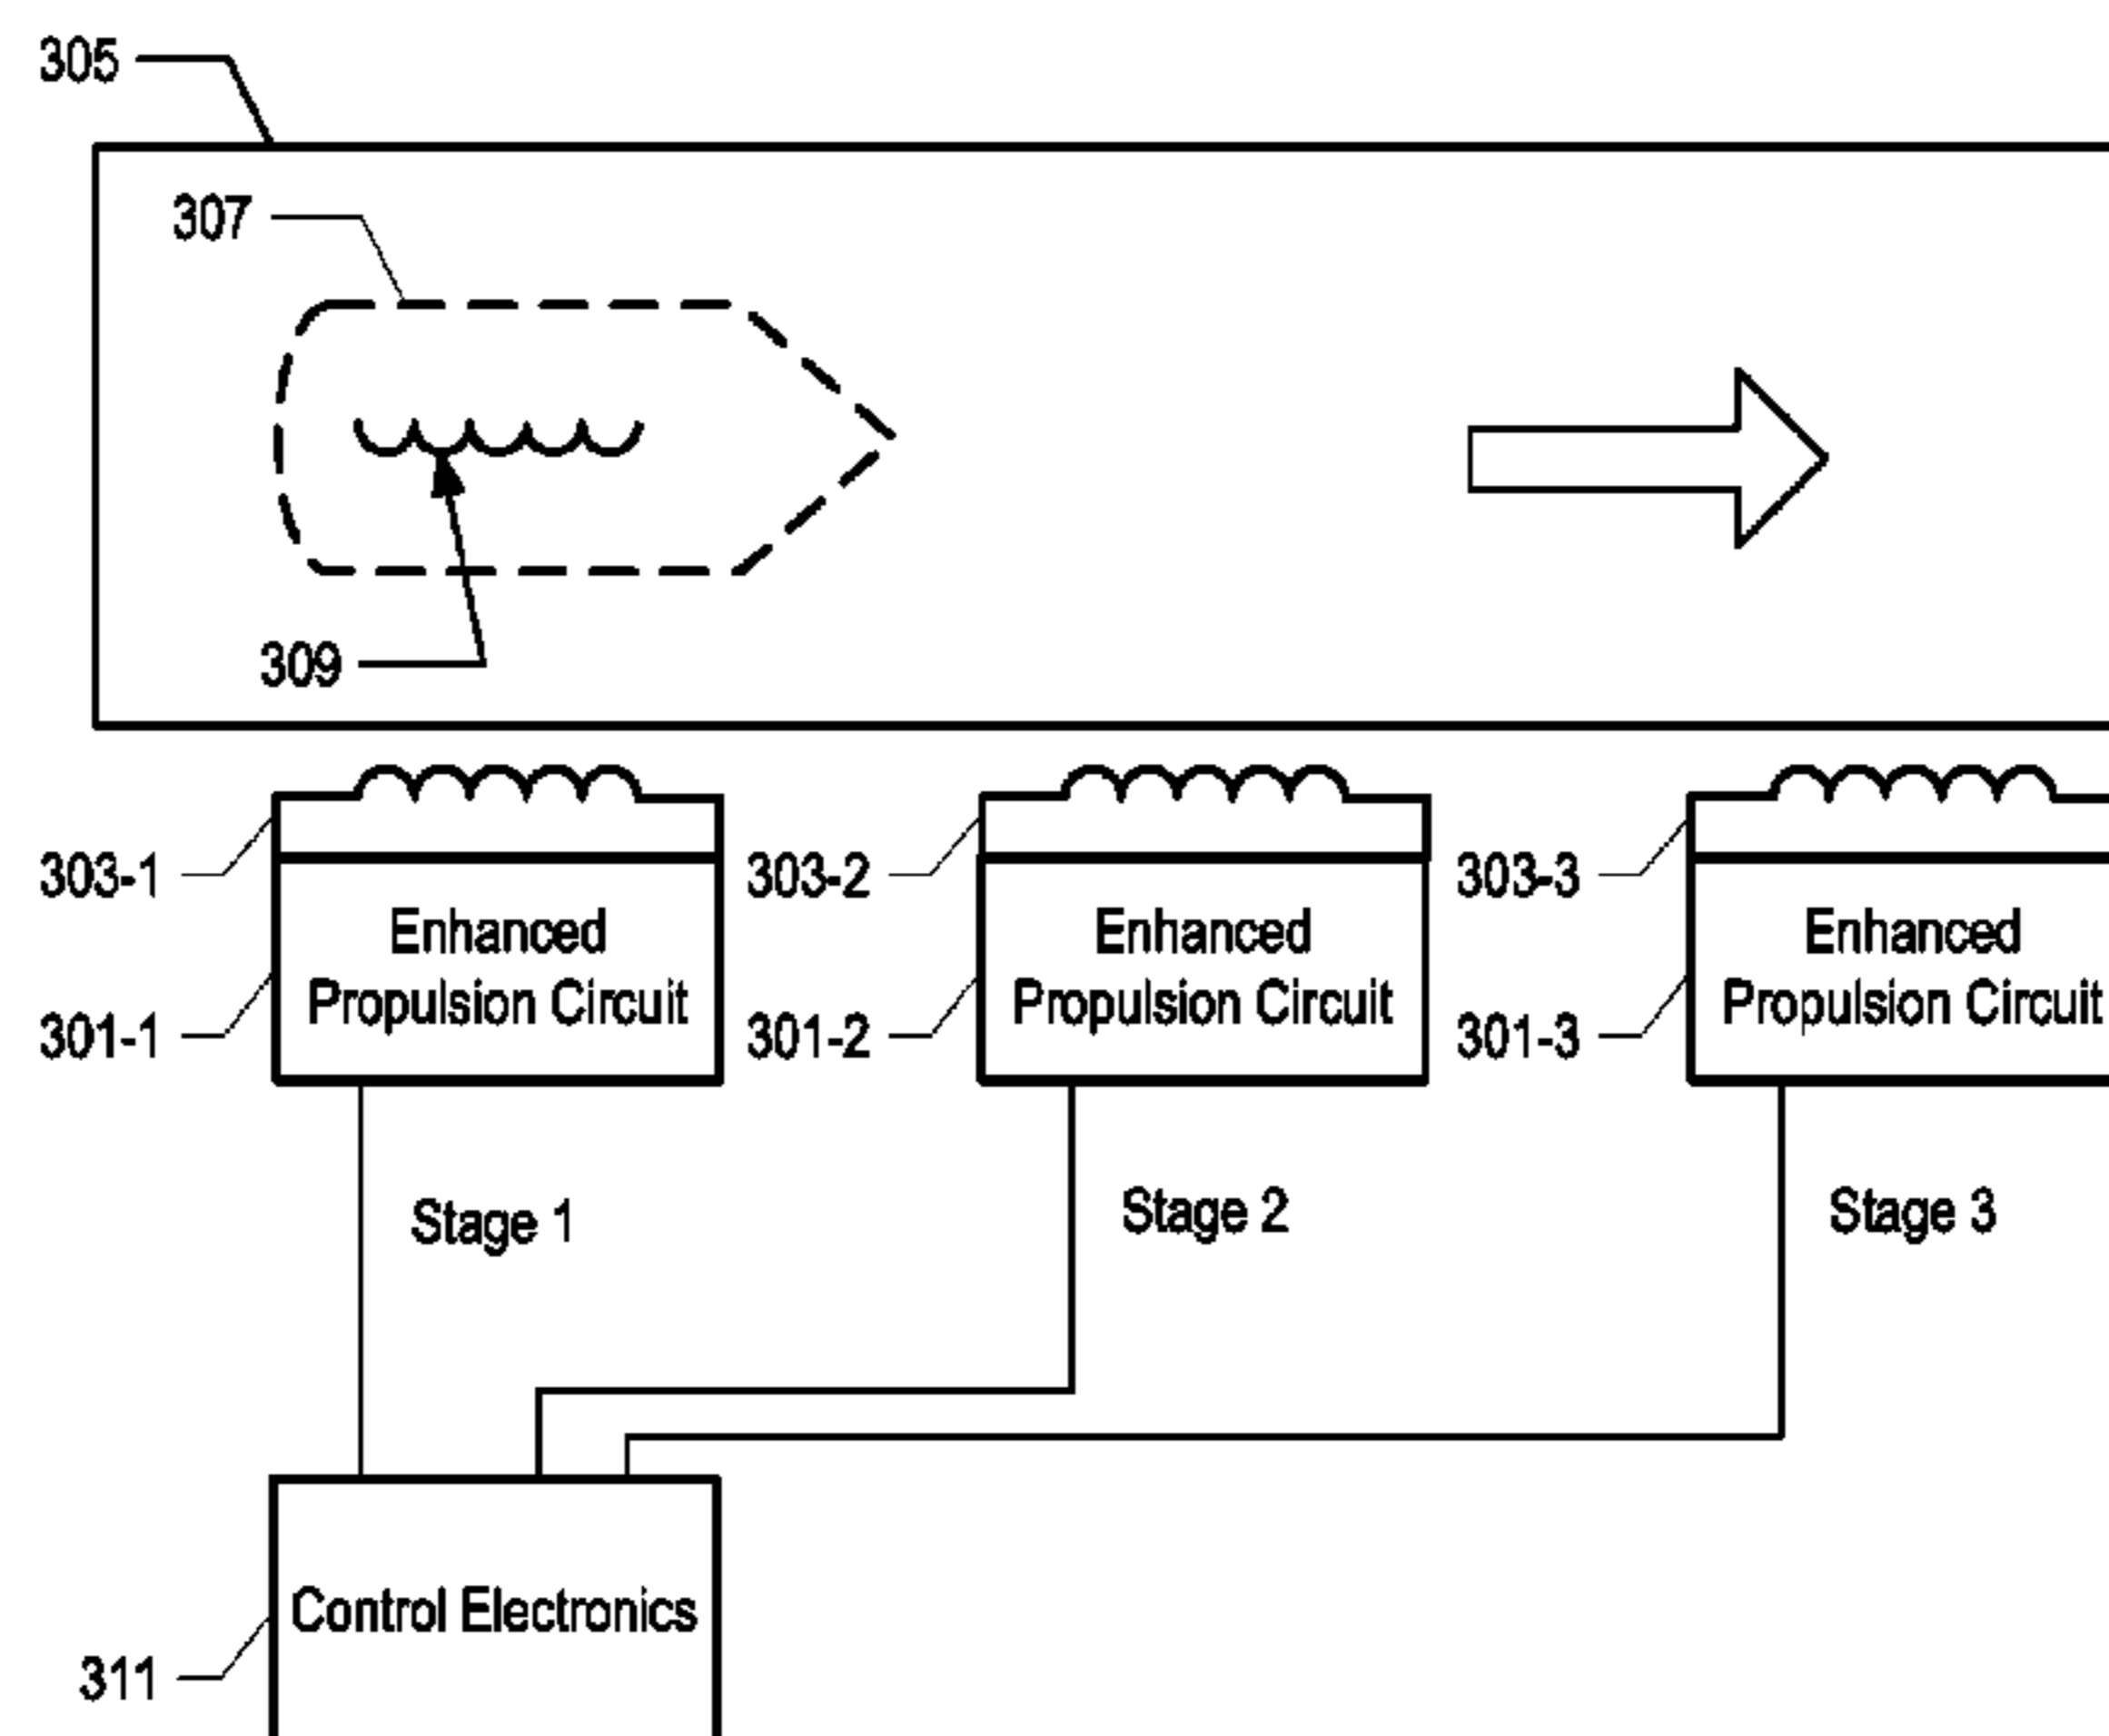 305
307
309
303-1
303-2
303-3
Enhanced
Propulsion Circuit
Enhanced
Propulsion Circuit
Enhanced
Propulsion Circuit
301-1
301-2
301-3
Stage 1
Stage 2
Stage 3
Control Electronics
311